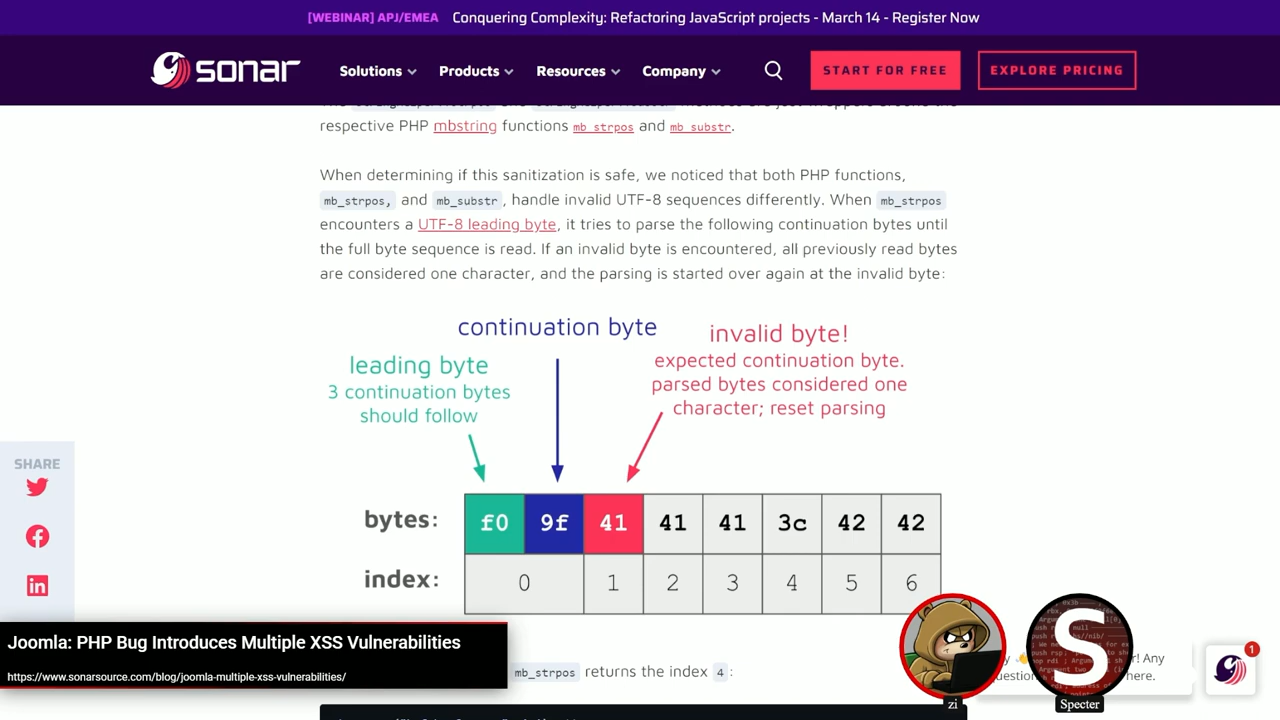 [WEBINAR] APJ/EMEA Conquering Complexity: Refactoring JavaScript projects - March 14 - Register Now
sonar Solutions Products Resources Company START FOR FREE EXPLORE PRICING
respective PHP mbstring functions mb_strpos and mb_substr.
When determining if this sanitization is safe, we noticed that both PHP functions,
mb_strpos, and mb_substr, handle invalid UTF-8 sequences differently. When mb_strpos
encounters a UTF-8 leading byte, it tries to parse the following continuation bytes until
the full byte sequence is read. If an invalid byte is encountered, all previously read bytes
are considered one character, and the parsing is started over again at the invalid byte:
continuation byte
invalid byte!
expected continuation byte.
parsed bytes considered one
character; reset parsing
leading byte
3 continuation bytes
should follow
bytes: f0 9f 41 41 41 3c 42 42
index: 0 1 2 3 4 5 6
SHARE
Joomla: PHP Bug Introduces Multiple XSS Vulnerabilities
https://www.sonarsource.com/blog/joomla-multiple-xss-vulnerabilities/
mb_strpos returns the index 4:
zi
S
Specter
! Any
here.
1